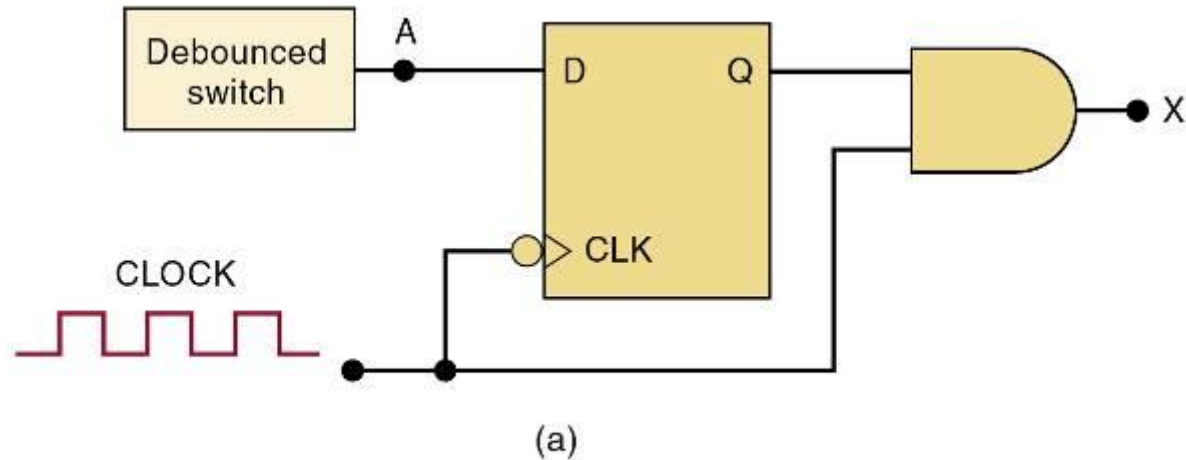 Debounced
switch
A
D
Q
X
CLK
CLOCK
(a)